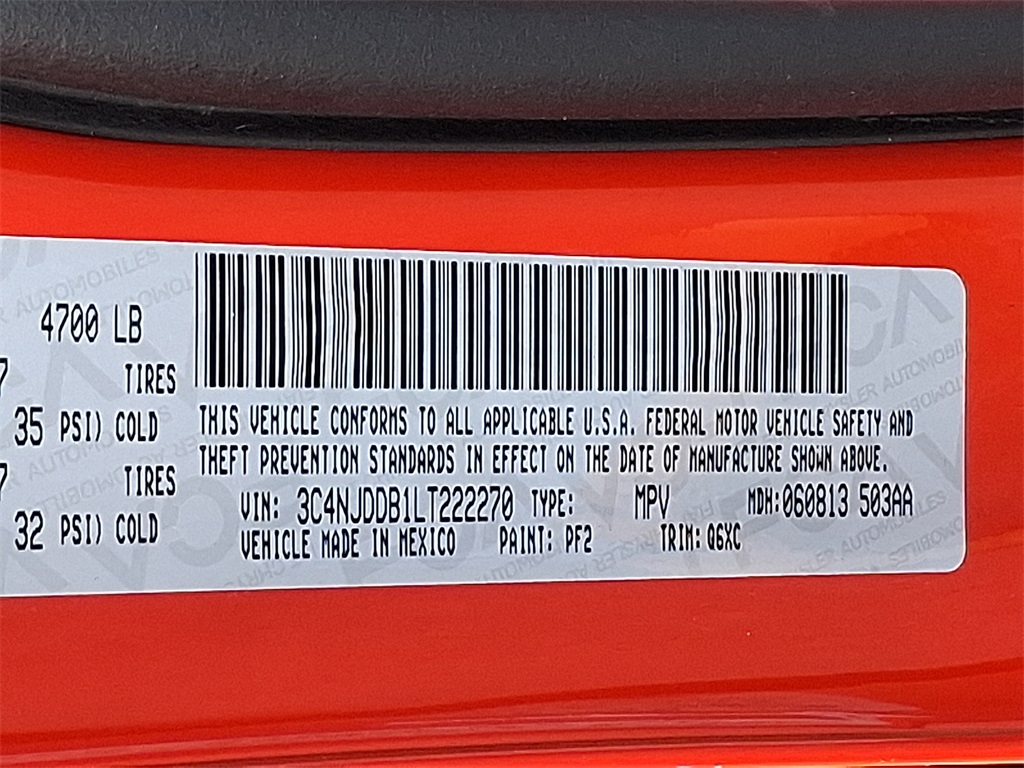 4700 LB
7 TIRES
35 PSI) COLD
7 TIRES
32 PSI) COLD
THIS VEHICLE CONFORMS TO ALL APPLICABLE U.S.A. FEDERAL MOTOR VEHICLE SAFETY AND
THEFT PREVENTION STANDARDS IN EFFECT ON THE DATE OF MANUFACTURE SHOWN ABOVE.
VIN: 3C4NJDDB1LT222270 TYPE: MPV MDH:060813 503AA
VEHICLE MADE IN MEXICO PAINT: PF2 TRIM:Q6XC